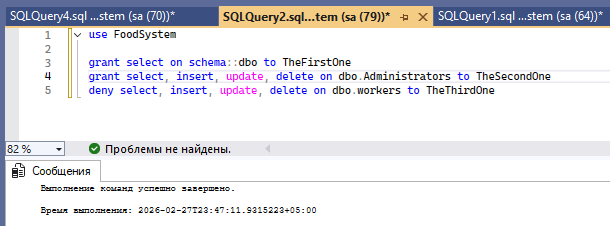 SQLQuery4.sql ...stem (sa (70))*
SQLQuery2.sql...tem (sa (79))*
SQLQuery1.sql ...stem (sa (64))*
1 use FoodSystem
2
3 grant select on schema::dbo to TheFirstOne
4 grant select, insert, update, delete on dbo.Administrators to TheSecondOne
5 deny select, insert, update, delete on dbo.workers to TheThirdOne
82 %
Проблемы не найдены.
Сообщения
Выполнение команд успешно завершено.
Время выполнения: 2026-02-27T23:47:11.9315223+05:00